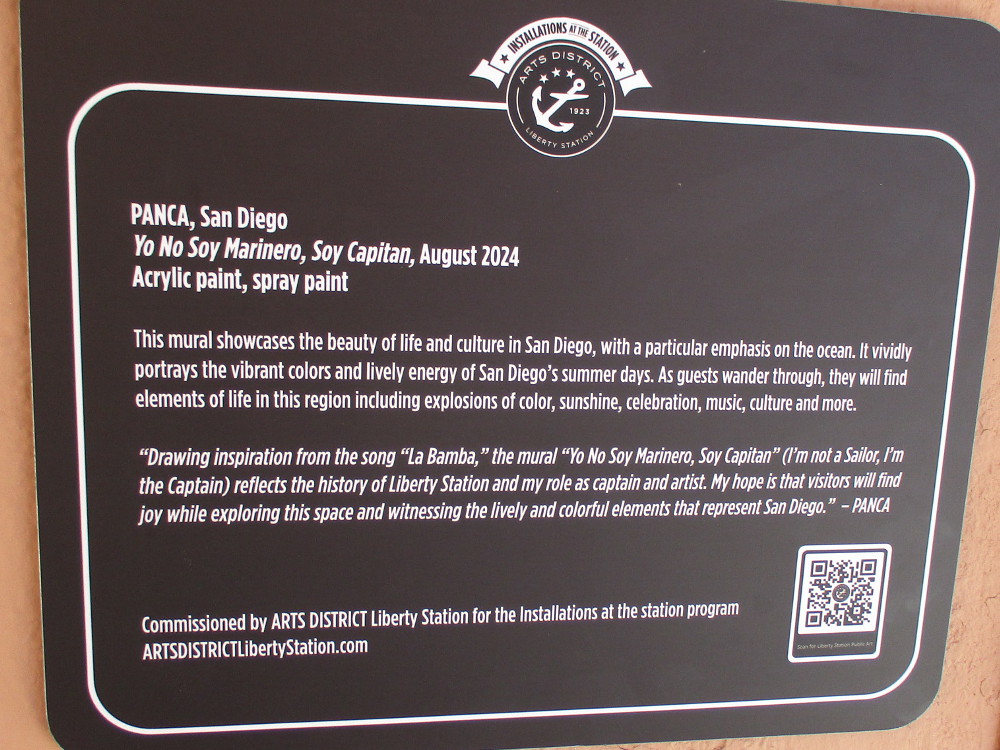 INSTALLATIONS AT THE STATION
ARTS DISTRICT
1923
LIBERTY STATION
PANCA, San Diego
Yo No Soy Marinero, Soy Capitan, August 2024
Acrylic paint, spray paint
This mural showcases the beauty of life and culture in San Diego, with a particular emphasis on the ocean. It vividly
portrays the vibrant colors and lively energy of San Diego's summer days. As guests wander through, they will find
elements of life in this region including explosions of color, sunshine, celebration, music, culture and more.
“Drawing inspiration from the song “La Bamba,” the mural “Yo No Soy Marinero, Soy Capitan” (I'm not a Sailor, I'm
the Captain) reflects the history of Liberty Station and my role as captain and artist. My hope is that visitors will find
joy while exploring this space and witnessing the lively and colorful elements that represent San Diego.” – PANCA
Commissioned by ARTS DISTRICT Liberty Station for the Installations at the station program
ARTSDISTRICTLibertyStation.com
Scan for Liberty Station Public Art